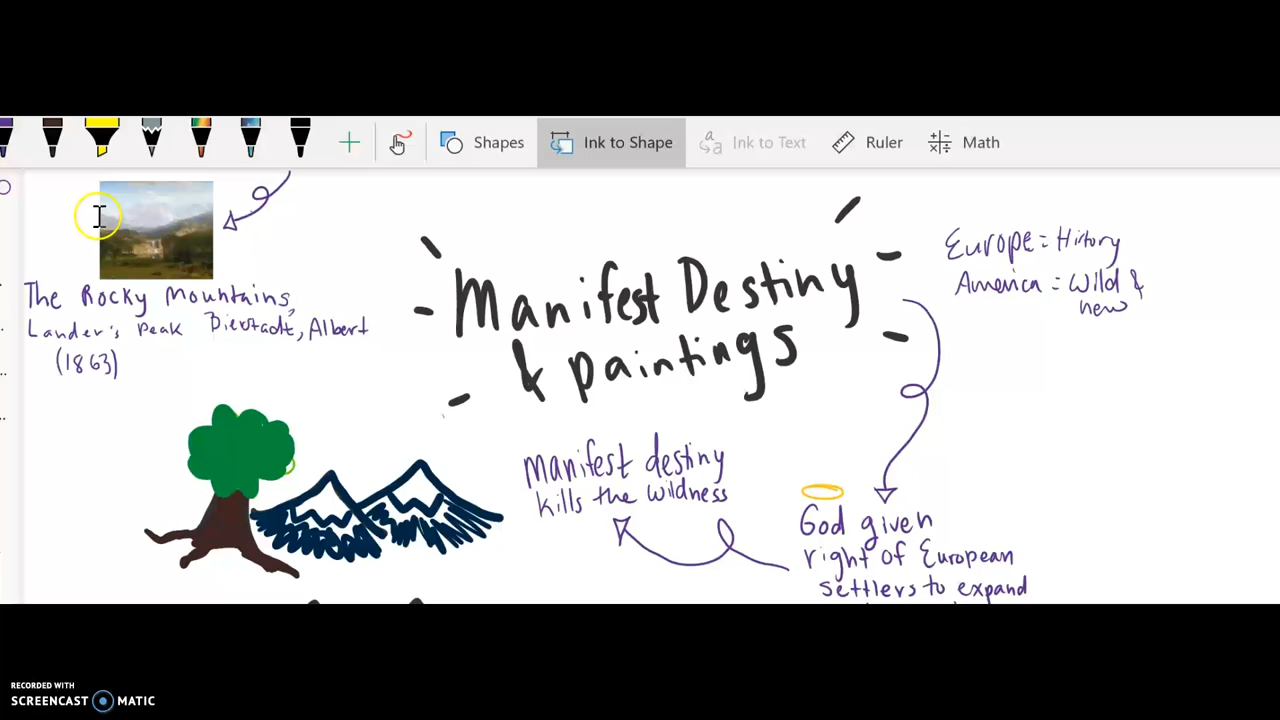 Shapes
Ink to Shape
Ink to Text
Ruler
Math
The Rocky Mountains,
Lander's Peak Bierstadt, Albert
(1863)
Manifest Destiny
& paintings
Europe = History
America = Wild &
new
manifest destiny
kills the wildness
God given
right of European
settlers to expand
RECORDED WITH
SCREENCAST MATIC